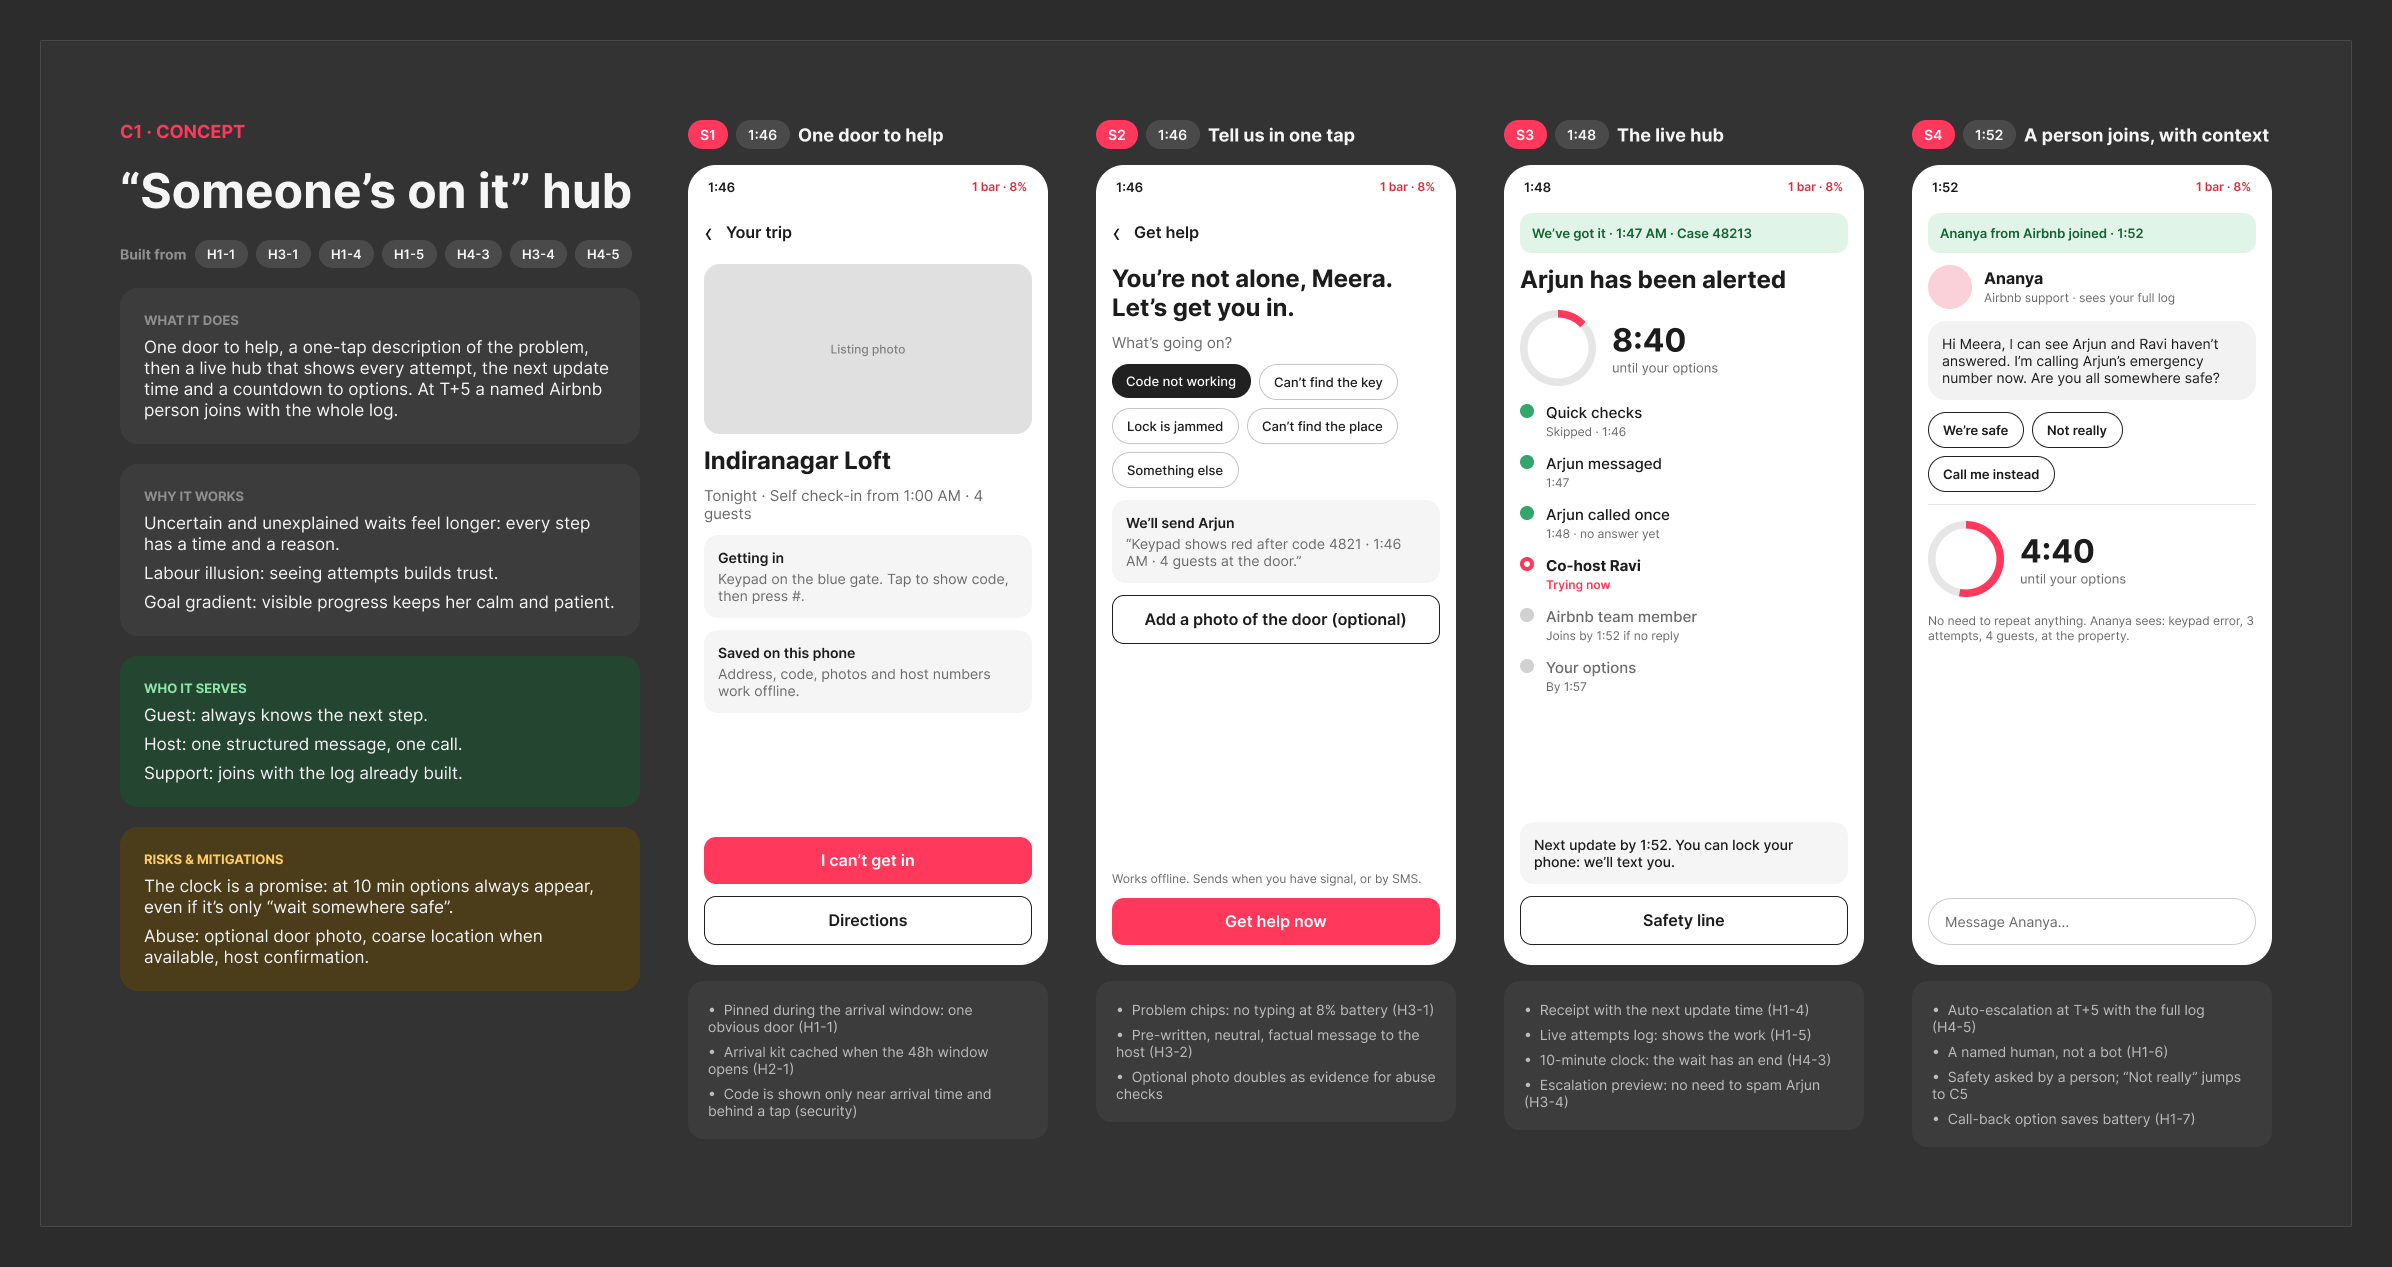 C1 · CONCEPT
“Someone’s on it” hub
Built from H1-1 H3-1 H1-4 H1-5 H4-3 H3-4 H4-5
WHAT IT DOES
One door to help, a one-tap description of the problem,
then a live hub that shows every attempt, the next update
time and a countdown to options. At T+5 a named Airbnb
person joins with the whole log.
WHY IT WORKS
Uncertain and unexplained waits feel longer: every step
has a time and a reason.
Labour illusion: seeing attempts builds trust.
Goal gradient: visible progress keeps her calm and patient.
WHO IT SERVES
Guest: always knows the next step.
Host: one structured message, one call.
Support: joins with the log already built.
RISKS & MITIGATIONS
The clock is a promise: at 10 min options always appear,
even if it’s only “wait somewhere safe”.
Abuse: optional door photo, coarse location when
available, host confirmation.
S1 1:46 One door to help
1:46 1 bar · 8%
‹ Your trip
Listing photo
Indiranagar Loft
Tonight · Self check-in from 1:00 AM · 4
guests
Getting in
Keypad on the blue gate. Tap to show code,
then press #.
Saved on this phone
Address, code, photos and host numbers
work offline.
I can’t get in
Directions
• Pinned during the arrival window: one
obvious door (H1-1)
• Arrival kit cached when the 48h window
opens (H2-1)
• Code is shown only near arrival time and
behind a tap (security)
S2 1:46 Tell us in one tap
1:46 1 bar · 8%
‹ Get help
You’re not alone, Meera.
Let’s get you in.
What’s going on?
Code not working Can’t find the key
Lock is jammed Can’t find the place
Something else
We’ll send Arjun
“Keypad shows red after code 4821 · 1:46
AM · 4 guests at the door.”
Add a photo of the door (optional)
Works offline. Sends when you have signal, or by SMS.
Get help now
• Problem chips: no typing at 8% battery (H3-1)
• Pre-written, neutral, factual message to the
host (H3-2)
• Optional photo doubles as evidence for abuse
checks
S3 1:48 The live hub
1:48 1 bar · 8%
We’ve got it · 1:47 AM · Case 48213
Arjun has been alerted
8:40
until your options
Quick checks
Skipped · 1:46
Arjun messaged
1:47
Arjun called once
1:48 · no answer yet
Co-host Ravi
Trying now
Airbnb team member
Joins by 1:52 if no reply
Your options
By 1:57
Next update by 1:52. You can lock your
phone: we’ll text you.
Safety line
• Receipt with the next update time (H1-4)
• Live attempts log: shows the work (H1-5)
• 10-minute clock: the wait has an end (H4-3)
• Escalation preview: no need to spam Arjun
(H3-4)
S4 1:52 A person joins, with context
1:52 1 bar · 8%
Ananya from Airbnb joined · 1:52
Ananya
Airbnb support · sees your full log
Hi Meera, I can see Arjun and Ravi haven’t
answered. I’m calling Arjun’s emergency
number now. Are you all somewhere safe?
We’re safe Not really
Call me instead
4:40
until your options
No need to repeat anything. Ananya sees: keypad error, 3
attempts, 4 guests, at the property.
Message Ananya…
• Auto-escalation at T+5 with the full log
(H4-5)
• A named human, not a bot (H1-6)
• Safety asked by a person; “Not really” jumps
to C5
• Call-back option saves battery (H1-7)